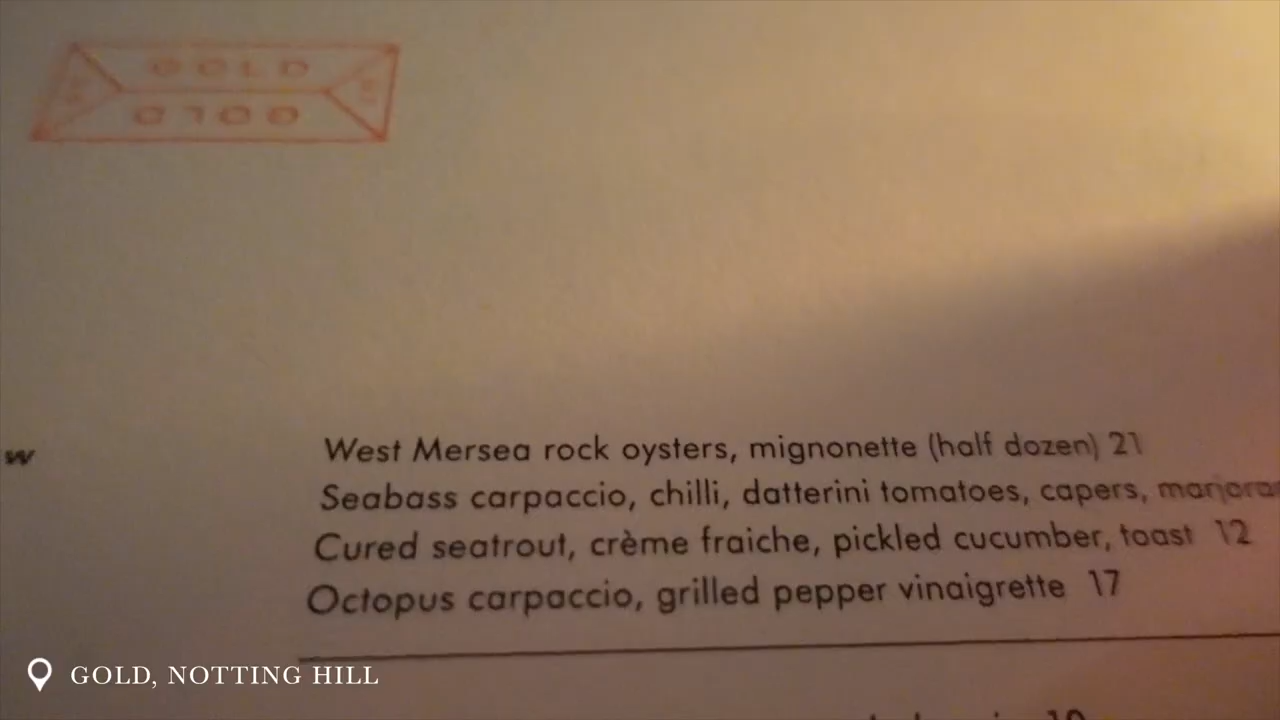 GOLD
GOLD
w
West Mersea rock oysters, mignonette (half dozen) 21
Seabass carpaccio, chilli, datterini tomatoes, capers,
Cured seatrout, crème fraiche, pickled cucumber, toast 12
Octopus carpaccio, grilled pepper vinaigrette 17
10
GOLD, NOTTING HILL